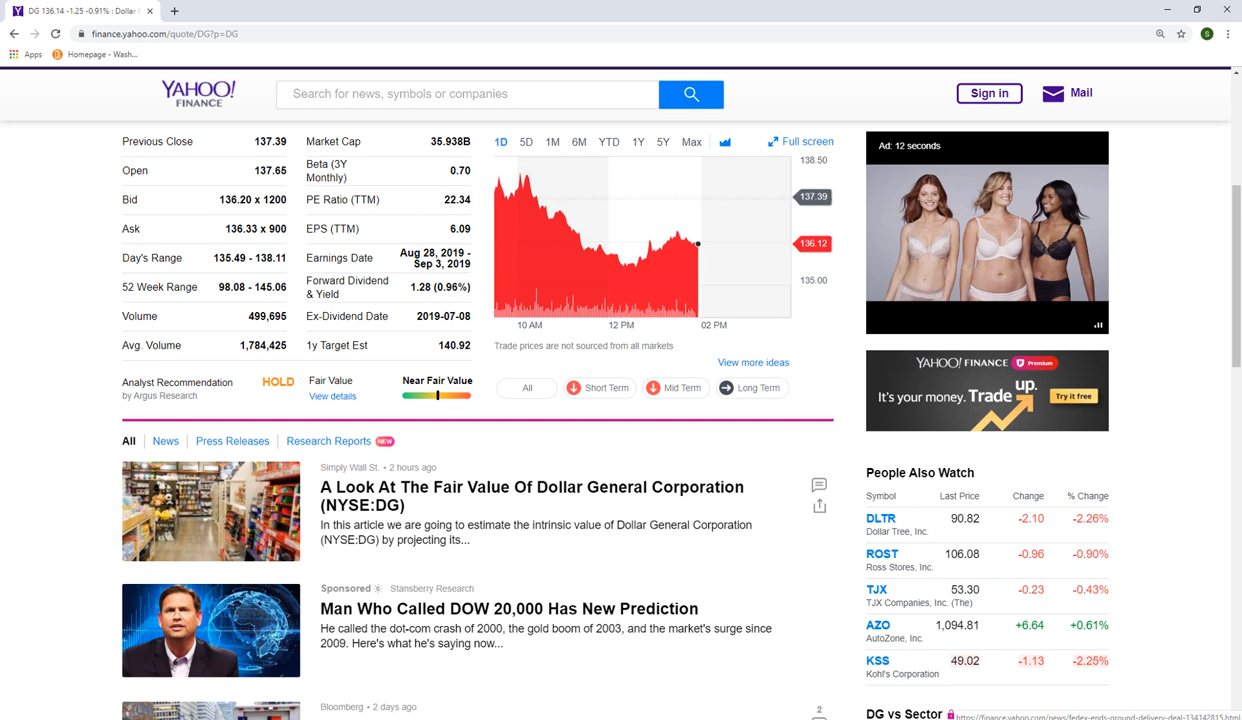 DG 136.14 -1.25 -0.91% : Dollar
finance.yahoo.com/quote/DG?p=DG
S
Apps
Homepage - Wash...
YAHOO!
FINANCE
Search for news, symbols or companies
Sign in
Mail
Previous Close 137.39
Open 137.65
Bid 136.20 x 1200
Ask 136.33 x 900
Day's Range 135.49 - 138.11
52 Week Range 98.08 - 145.06
Volume 499,695
Avg. Volume 1,784,425
Market Cap 35.938B
Beta (3Y
Monthly) 0.70
PE Ratio (TTM) 22.34
EPS (TTM) 6.09
Earnings Date Aug 28, 2019 -
Sep 3, 2019
Forward Dividend
& Yield 1.28 (0.96%)
Ex-Dividend Date 2019-07-08
1y Target Est 140.92
Analyst Recommendation HOLD
by Argus Research
Fair Value Near Fair Value
View details
1D 5D 1M 6M YTD 1Y 5Y Max Full screen
138.50
137.39
136.12
135.00
10 AM 12 PM 02 PM
Trade prices are not sourced from all markets
View more ideas
All Short Term Mid Term Long Term
All News Press Releases Research Reports NEW
Simply Wall St. • 2 hours ago
A Look At The Fair Value Of Dollar General Corporation
(NYSE:DG)
In this article we are going to estimate the intrinsic value of Dollar General Corporation
(NYSE:DG) by projecting its...
Sponsored Stansberry Research
Man Who Called DOW 20,000 Has New Prediction
He called the dot-com crash of 2000, the gold boom of 2003, and the market's surge since
2009. Here's what he's saying now...
Bloomberg • 2 days ago
2
Ad: 12 seconds
YAHOO! FINANCE Premium
It's your money. Trade up.
Try it free
People Also Watch
Symbol Last Price Change % Change
DLTR 90.82 -2.10 -2.26%
Dollar Tree, Inc.
ROST 106.08 -0.96 -0.90%
Ross Stores, Inc.
TJX 53.30 -0.23 -0.43%
TJX Companies, Inc. (The)
AZO 1,094.81 +6.64 +0.61%
AutoZone, Inc.
KSS 49.02 -1.13 -2.25%
Kohl's Corporation
DG vs Sector
https://finance.yahoo.com/news/fedex-ends-ground-delivery-deal-134142815.html